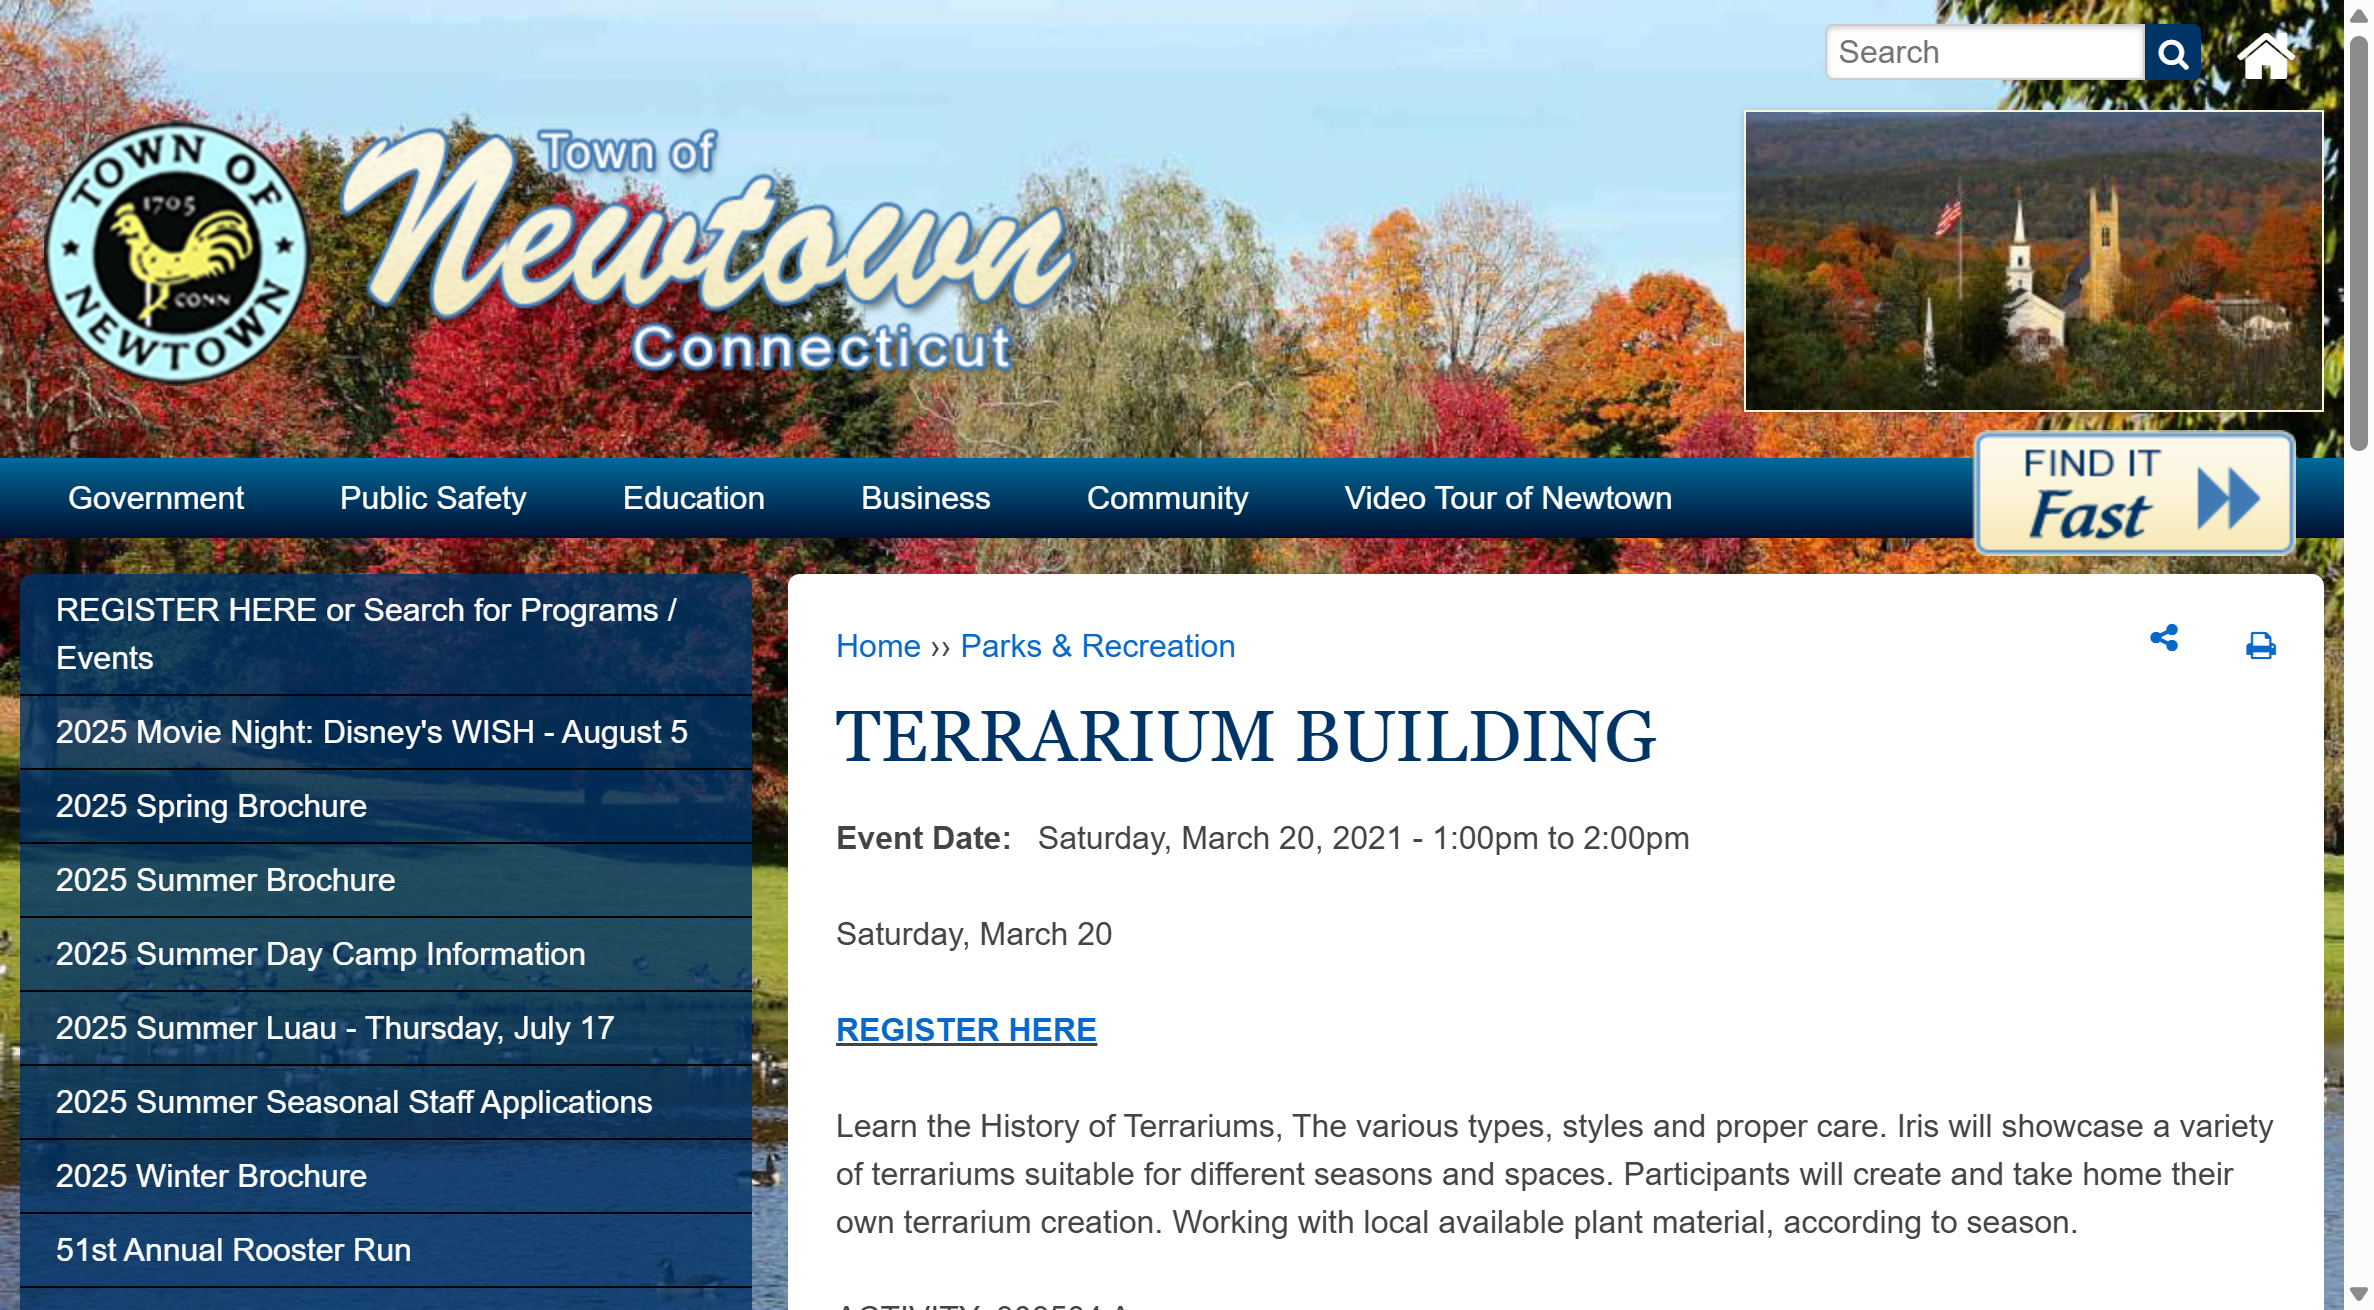 Search
TOWN OF
1705
CONN
NEWTOWN
Town of
Newtown
Connecticut
Government
Public Safety
Education
Business
Community
Video Tour of Newtown
FIND IT
Fast
REGISTER HERE or Search for Programs /
Events
2025 Movie Night: Disney's WISH - August 5
2025 Spring Brochure
2025 Summer Brochure
2025 Summer Day Camp Information
2025 Summer Luau - Thursday, July 17
2025 Summer Seasonal Staff Applications
2025 Winter Brochure
51st Annual Rooster Run
Home ›› Parks & Recreation
TERRARIUM BUILDING
Event Date: Saturday, March 20, 2021 - 1:00pm to 2:00pm
Saturday, March 20
REGISTER HERE
Learn the History of Terrariums, The various types, styles and proper care. Iris will showcase a variety
of terrariums suitable for different seasons and spaces. Participants will create and take home their
own terrarium creation. Working with local available plant material, according to season.